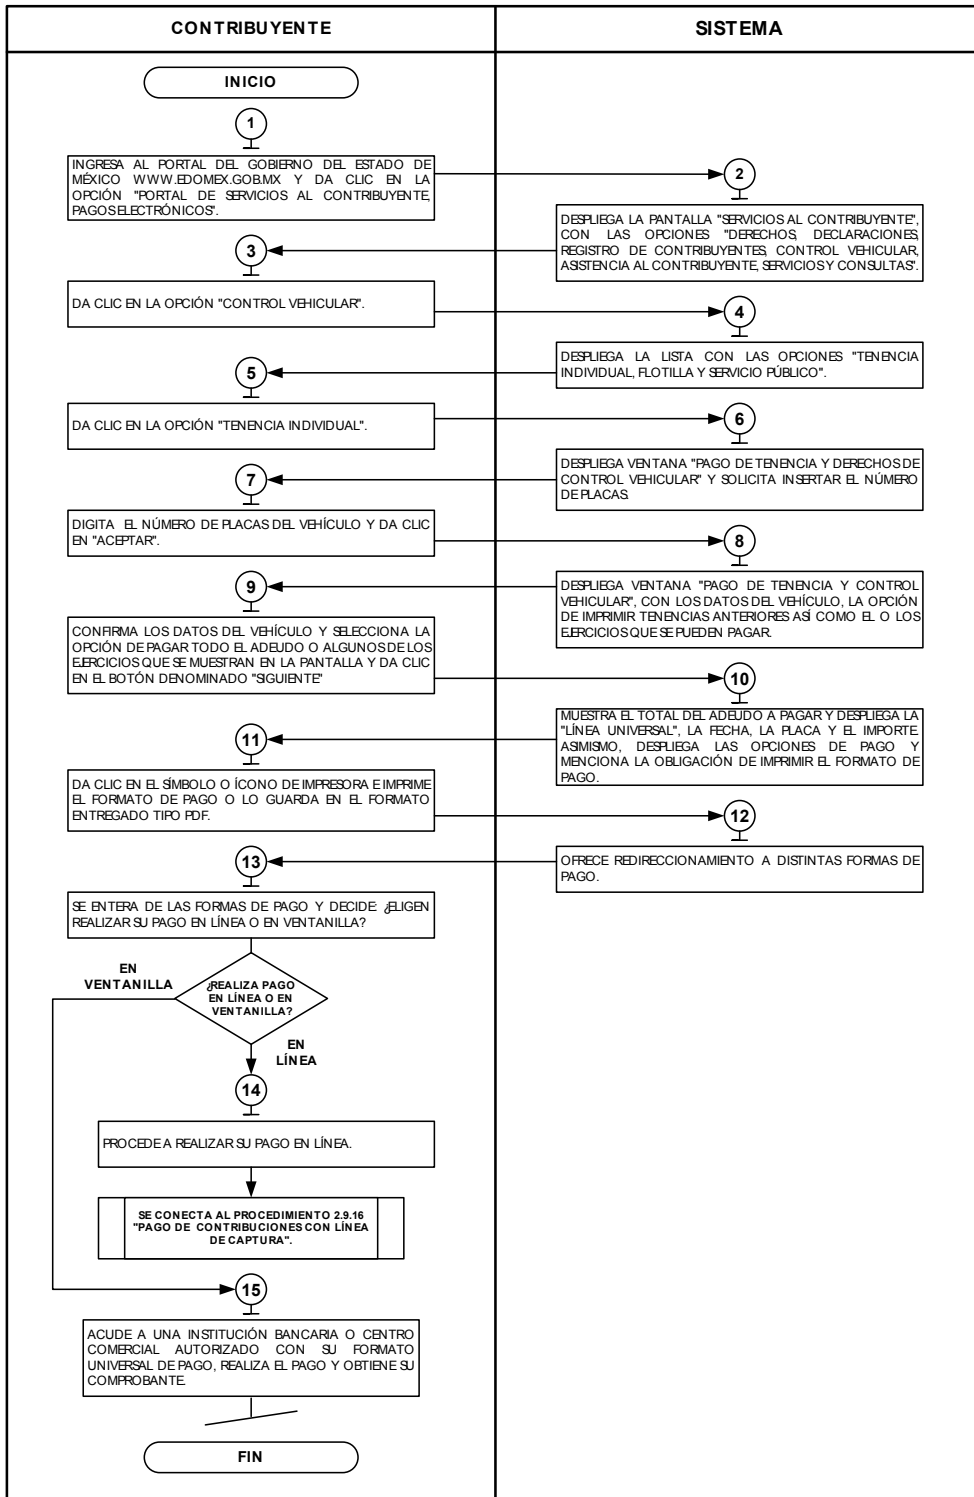 CONTRIBUYENTE
SISTEMA
INICIO
1
INGRESA AL PORTAL DEL GOBIERNO DEL ESTADO DE
MÉXICO WWW.EDOMEX.GOB.MX Y DA CLIC EN LA
OPCIÓN "PORTAL DE SERVICIOS AL CONTRIBUYENTE,
PAGOS ELECTRÓNICOS".
2
DESPLIEGA LA PANTALLA "SERVICIOS AL CONTRIBUYENTE",
CON LAS OPCIONES "DERECHOS, DECLARACIONES,
REGISTRO DE CONTRIBUYENTES, CONTROL VEHICULAR,
ASISTENCIA AL CONTRIBUYENTE, SERVICIOS Y CONSULTAS".
3
DA CLIC EN LA OPCIÓN "CONTROL VEHICULAR".
4
DESPLIEGA LA LISTA CON LAS OPCIONES "TENENCIA
INDIVIDUAL, FLOTILLA Y SERVICIO PÚBLICO".
5
DA CLIC EN LA OPCIÓN "TENENCIA INDIVIDUAL".
6
DESPLIEGA VENTANA "PAGO DE TENENCIA Y DERECHOS DE
CONTROL VEHICULAR" Y SOLICITA INSERTAR EL NÚMERO
DE PLACAS.
7
DIGITA EL NÚMERO DE PLACAS DEL VEHÍCULO Y DA CLIC
EN "ACEPTAR".
8
DESPLIEGA VENTANA "PAGO DE TENENCIA Y CONTROL
VEHICULAR", CON LOS DATOS DEL VEHÍCULO, LA OPCIÓN
DE IMPRIMIR TENENCIAS ANTERIORES ASÍ COMO EL O LOS
EJERCICIOS QUE SE PUEDEN PAGAR.
9
CONFIRMA LOS DATOS DEL VEHÍCULO Y SELECCIONA LA
OPCIÓN DE PAGAR TODO EL ADEUDO O ALGUNOS DE LOS
EJERCICIOS QUE SE MUESTRAN EN LA PANTALLA Y DA CLIC
EN EL BOTÓN DENOMINADO "SIGUIENTE"
10
MUESTRA EL TOTAL DEL ADEUDO A PAGAR Y DESPLIEGA LA
"LÍNEA UNIVERSAL", LA FECHA, LA PLACA Y EL IMPORTE.
ASIMISMO, DESPLIEGA LAS OPCIONES DE PAGO Y
MENCIONA LA OBLIGACIÓN DE IMPRIMIR EL FORMATO DE
PAGO.
11
DA CLIC EN EL SÍMBOLO O ÍCONO DE IMPRESORA E IMPRIME
EL FORMATO DE PAGO O LO GUARDA EN EL FORMATO
ENTREGADO TIPO PDF.
12
OFRECE REDIRECCIONAMIENTO A DISTINTAS FORMAS DE
PAGO.
13
SE ENTERA DE LAS FORMAS DE PAGO Y DECIDE: ¿ELIGEN
REALIZAR SU PAGO EN LÍNEA O EN VENTANILLA?
EN
VENTANILLA
¿REALIZA PAGO
EN LÍNEA O EN
VENTANILLA?
EN
LÍNEA
14
PROCEDE A REALIZAR SU PAGO EN LÍNEA.
SE CONECTA AL PROCEDIMIENTO 2.9.16
"PAGO DE CONTRIBUCIONES CON LÍNEA
DE CAPTURA".
15
ACUDE A UNA INSTITUCIÓN BANCARIA O CENTRO
COMERCIAL AUTORIZADO CON SU FORMATO
UNIVERSAL DE PAGO, REALIZA EL PAGO Y OBTIENE SU
COMPROBANTE.
FIN